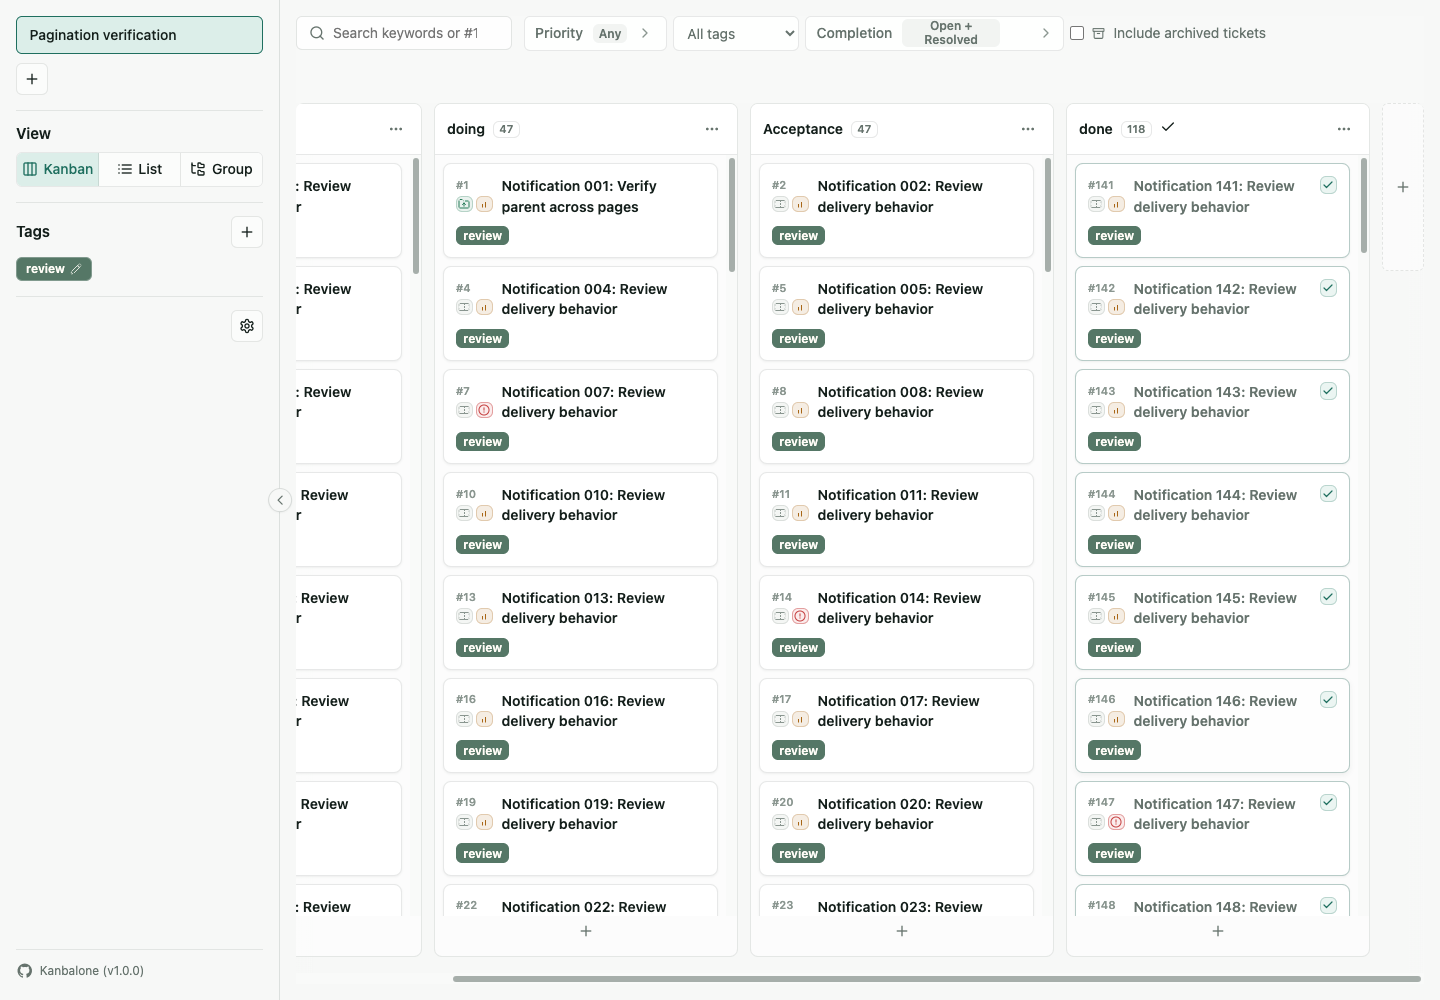 Pagination verification
View
Kanban
List
Group
Tags
review
Kanbalone (v1.0.0)
Search keywords or #1
Priority Any
All tags
Completion Open + Resolved
Include archived tickets
: Review
r
: Review
r
: Review
r
Review
r
Review
r
: Review
r
Review
r
: Review
doing 47
#1
Notification 001: Verify
parent across pages
review
#4
Notification 004: Review
delivery behavior
review
#7
Notification 007: Review
delivery behavior
review
#10
Notification 010: Review
delivery behavior
review
#13
Notification 013: Review
delivery behavior
review
#16
Notification 016: Review
delivery behavior
review
#19
Notification 019: Review
delivery behavior
review
#22
Notification 022: Review
Acceptance 47
#2
Notification 002: Review
delivery behavior
review
#5
Notification 005: Review
delivery behavior
review
#8
Notification 008: Review
delivery behavior
review
#11
Notification 011: Review
delivery behavior
review
#14
Notification 014: Review
delivery behavior
review
#17
Notification 017: Review
delivery behavior
review
#20
Notification 020: Review
delivery behavior
review
#23
Notification 023: Review
done 118
#141
Notification 141: Review
delivery behavior
review
#142
Notification 142: Review
delivery behavior
review
#143
Notification 143: Review
delivery behavior
review
#144
Notification 144: Review
delivery behavior
review
#145
Notification 145: Review
delivery behavior
review
#146
Notification 146: Review
delivery behavior
review
#147
Notification 147: Review
delivery behavior
review
#148
Notification 148: Review